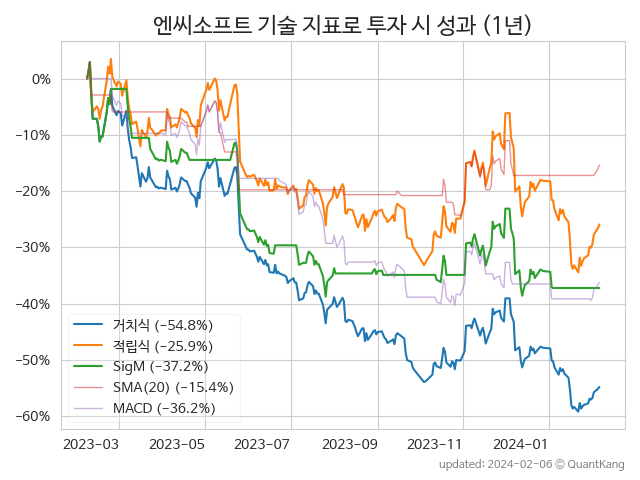 엔씨소프트 기술 지표로 투자 시 성과 (1년)
0%
−10%
−20%
−30%
−40%
−50%
−60%
거치식 (−54.8%)
적립식 (−25.9%)
SigM (−37.2%)
SMA(20) (−15.4%)
MACD (−36.2%)
2023−03
2023−05
2023−07
2023−09
2023−11
2024−01
updated: 2024−02−06 ⓒ QuantKang